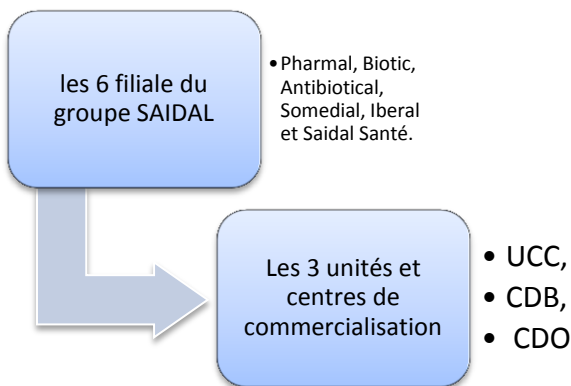 les 6 filiale du
groupe SAIDAL
•Pharmal, Biotic,
Antibiotical,
Somedial, Iberal
et Saidal Santé.
Les 3 unités et
centres de
commercialisation
• UCC,
• CDB,
• CDO